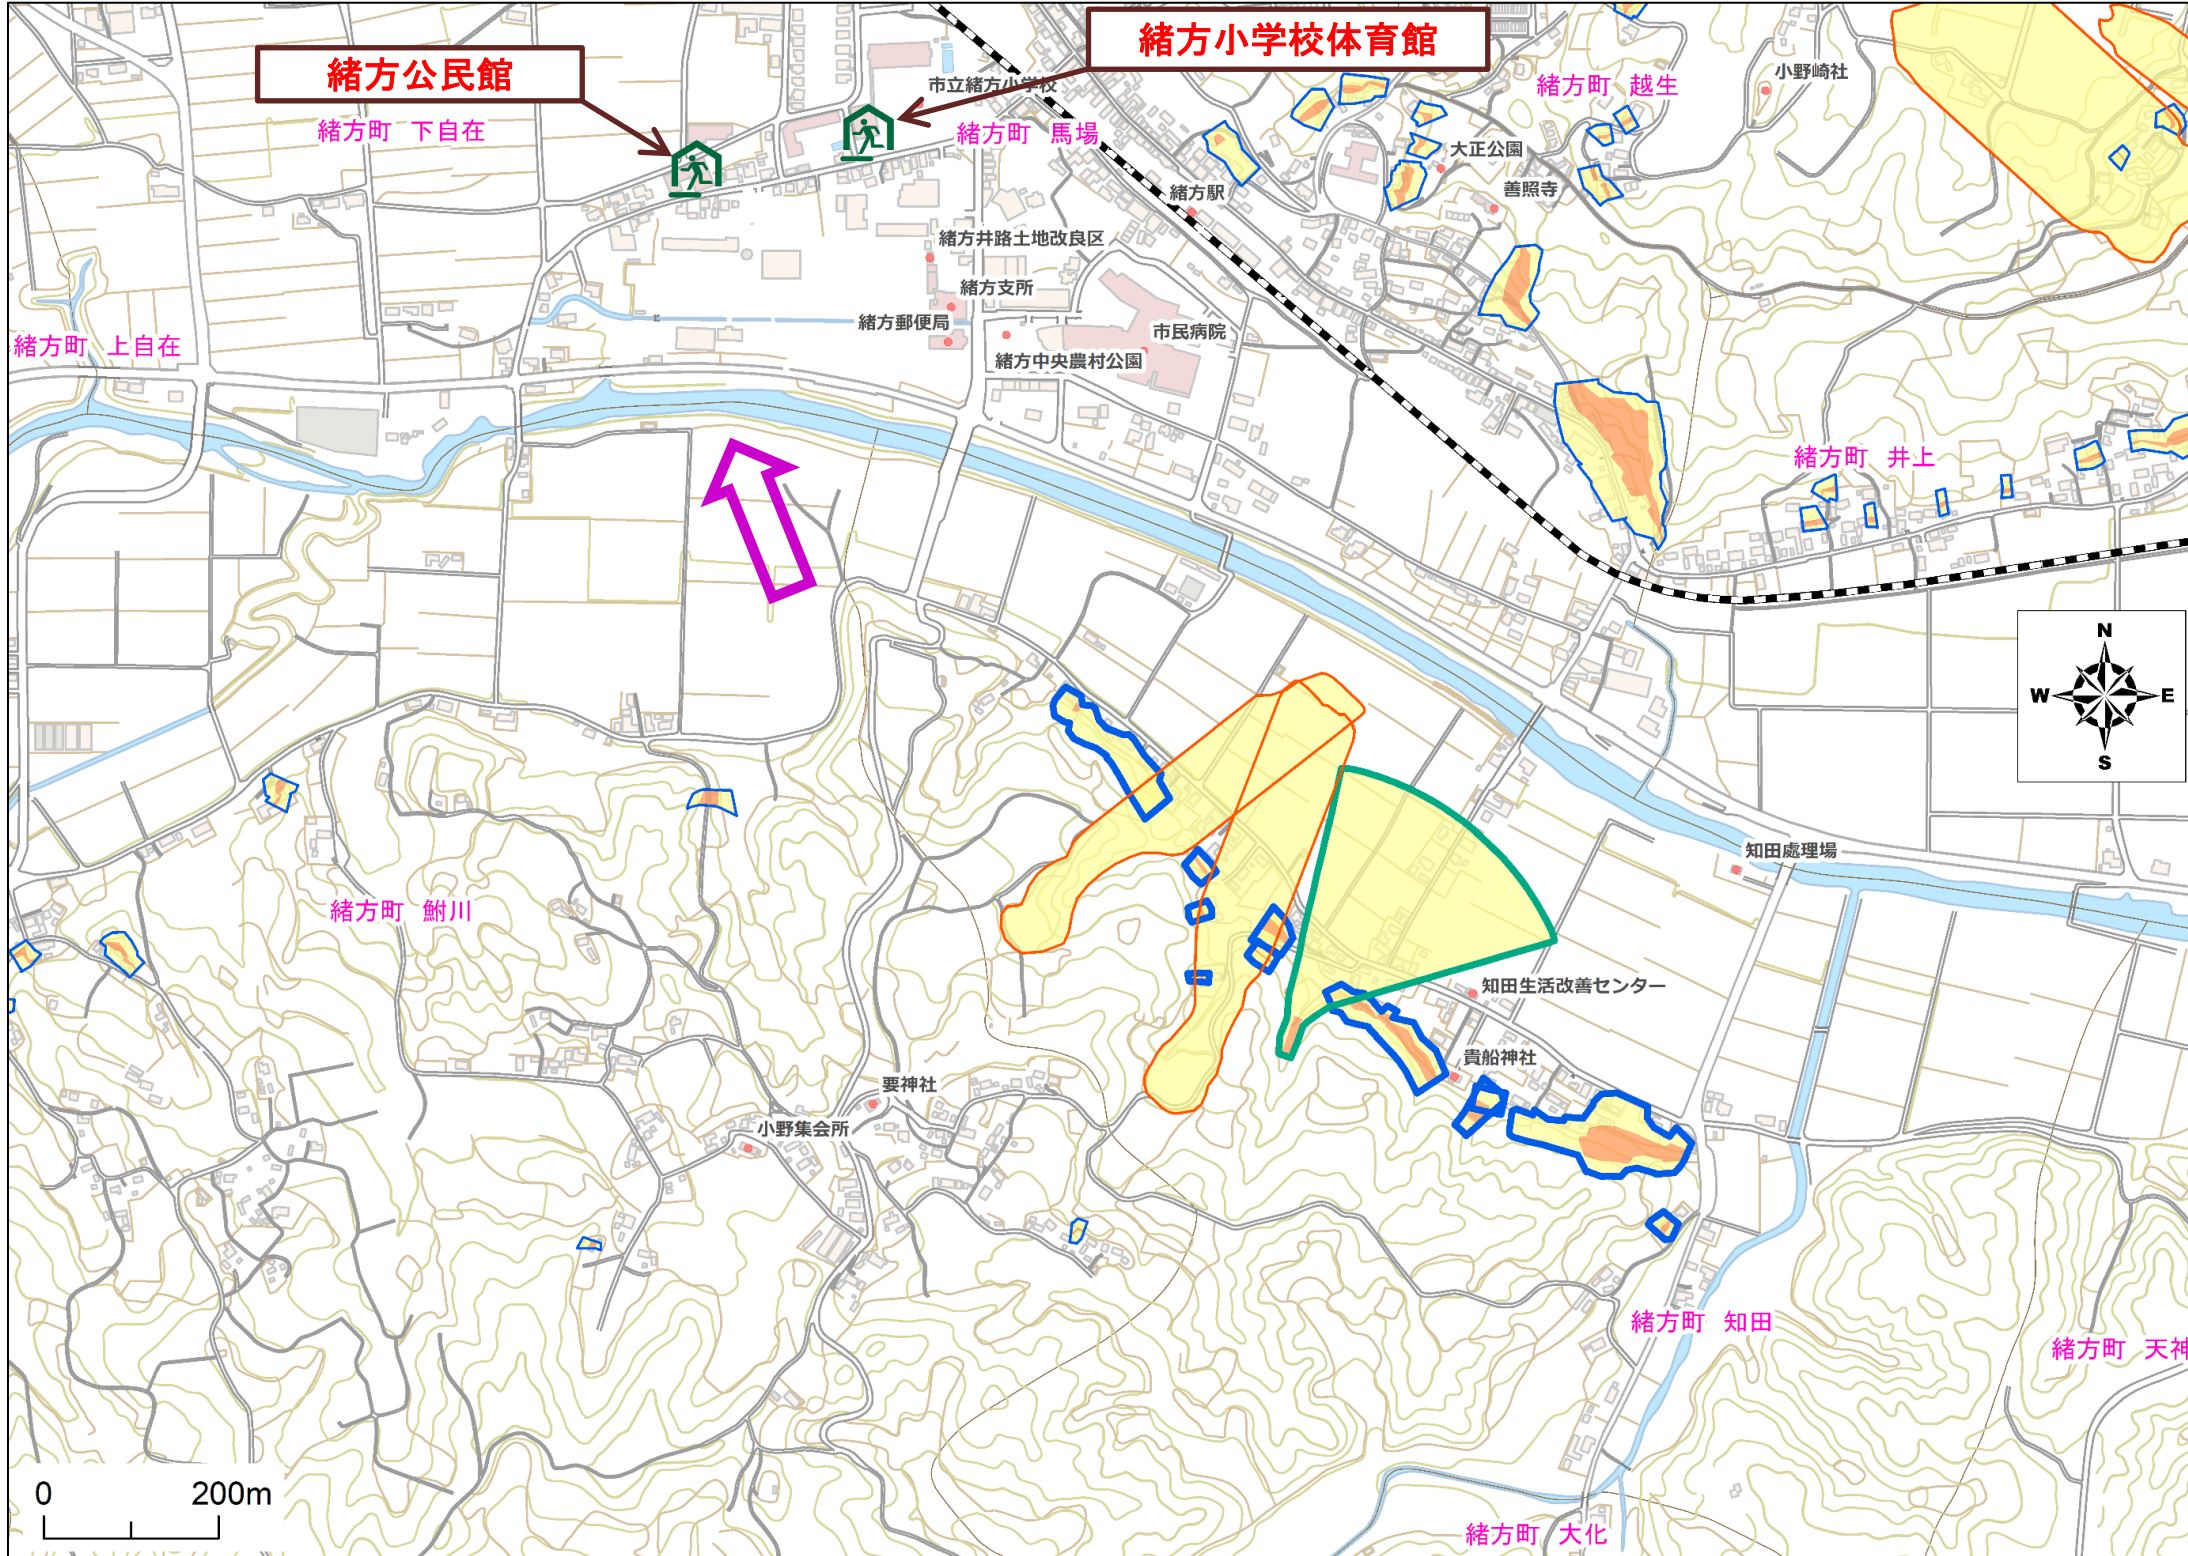 緒方小学校体育館
緒方公民館
市立緒方小学校
緒方町 越生
小野崎社
緒方町 下自在
緒方町 馬場
大正公園
善照寺
緒方駅
緒方井路土地改良区
緒方支所
緒方郵便局
市民病院
緒方町 上自在
緒方中央農村公園
緒方町 井上
N
W E
S
知田処理場
緒方町 鮒川
知田生活改善センター
貴船神社
要神社
小野集会所
緒方町 知田
緒方町 天神
0 200m
緒方町 大化